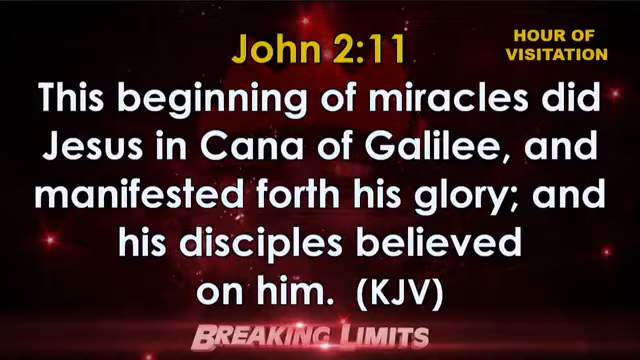 John 2:11
HOUR OF
VISITATION
This beginning of miracles did
Jesus in Cana of Galilee, and
manifested forth his glory; and
his disciples believed
on him. (KJV)
BREAKING LIMITS